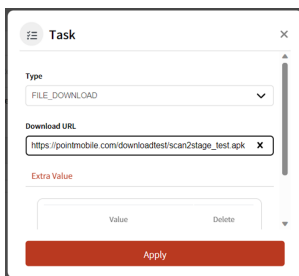 Task
Type
FILE_DOWNLOAD
Download URL
https://pointmobile.com/downloadtest/scan2stage_test.apk
Extra Value
Value Delete
Apply